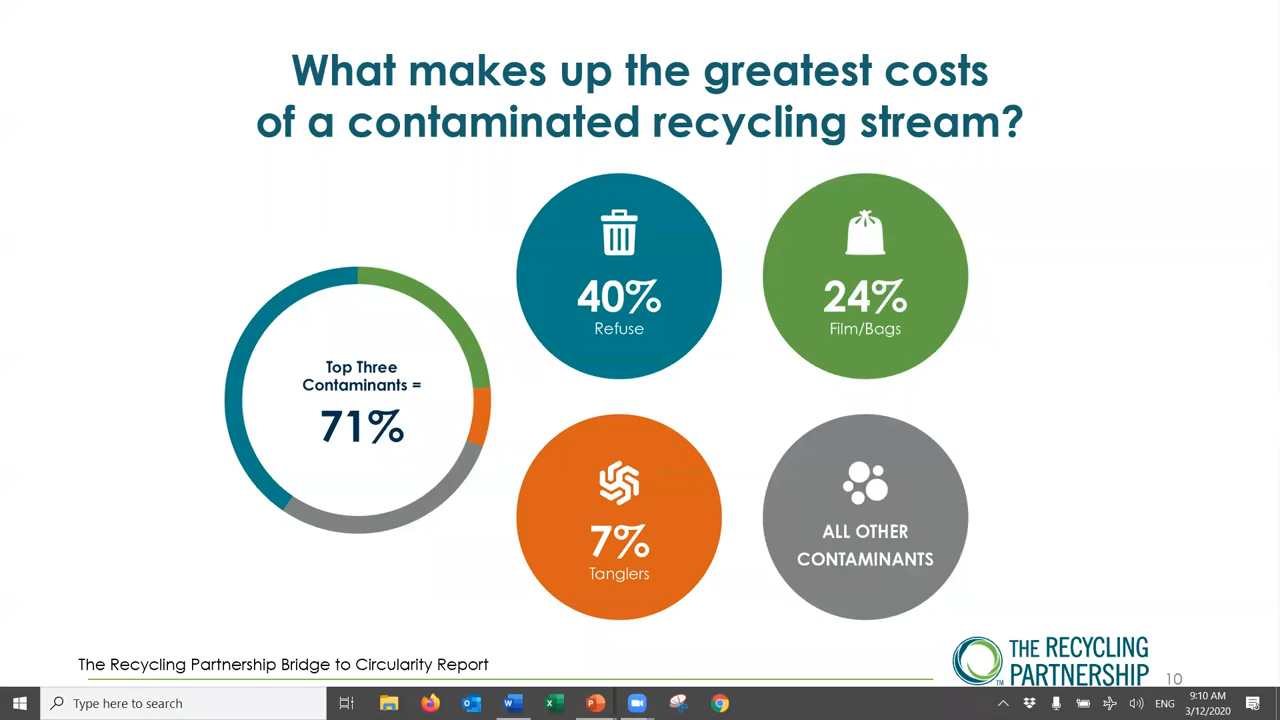 What makes up the greatest costs
of a contaminated recycling stream?
Top Three
Contaminants =
71%
40%
Refuse
24%
Film/Bags
7%
Tanglers
ALL OTHER
CONTAMINANTS
The Recycling Partnership Bridge to Circularity Report
THE RECYCLING
PARTNERSHIP
TM
10
Type here to search
ENG
9:10 AM
3/12/2020